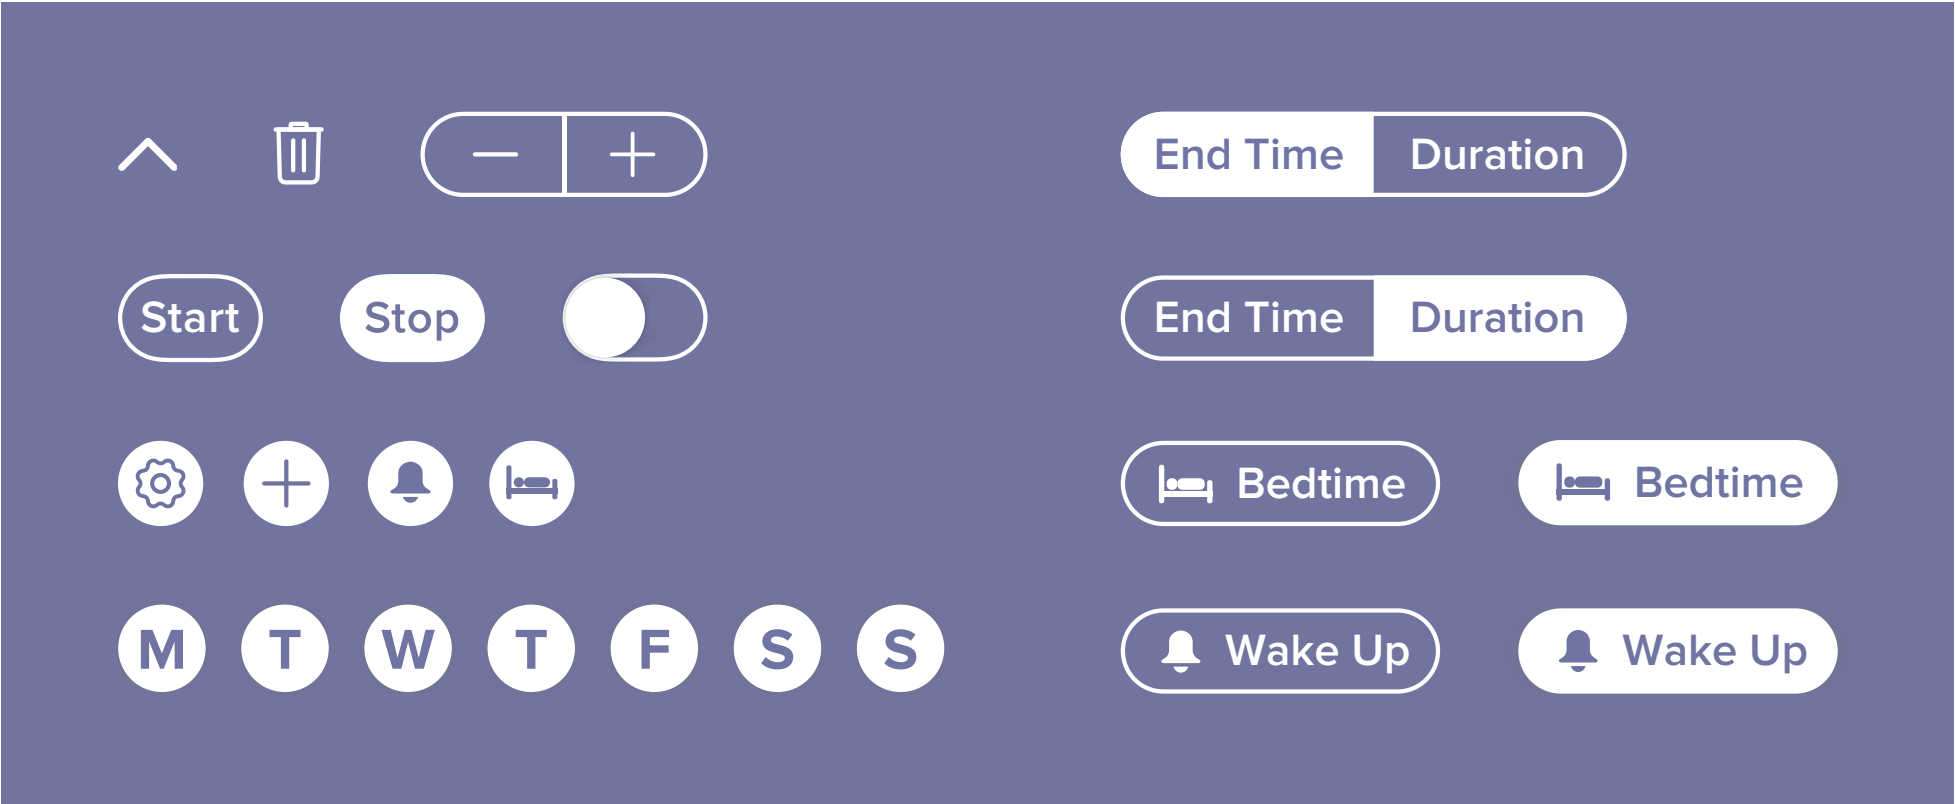 End Time Duration
Start Stop
End Time Duration
Bedtime Bedtime
M T W T F S S
Wake Up Wake Up